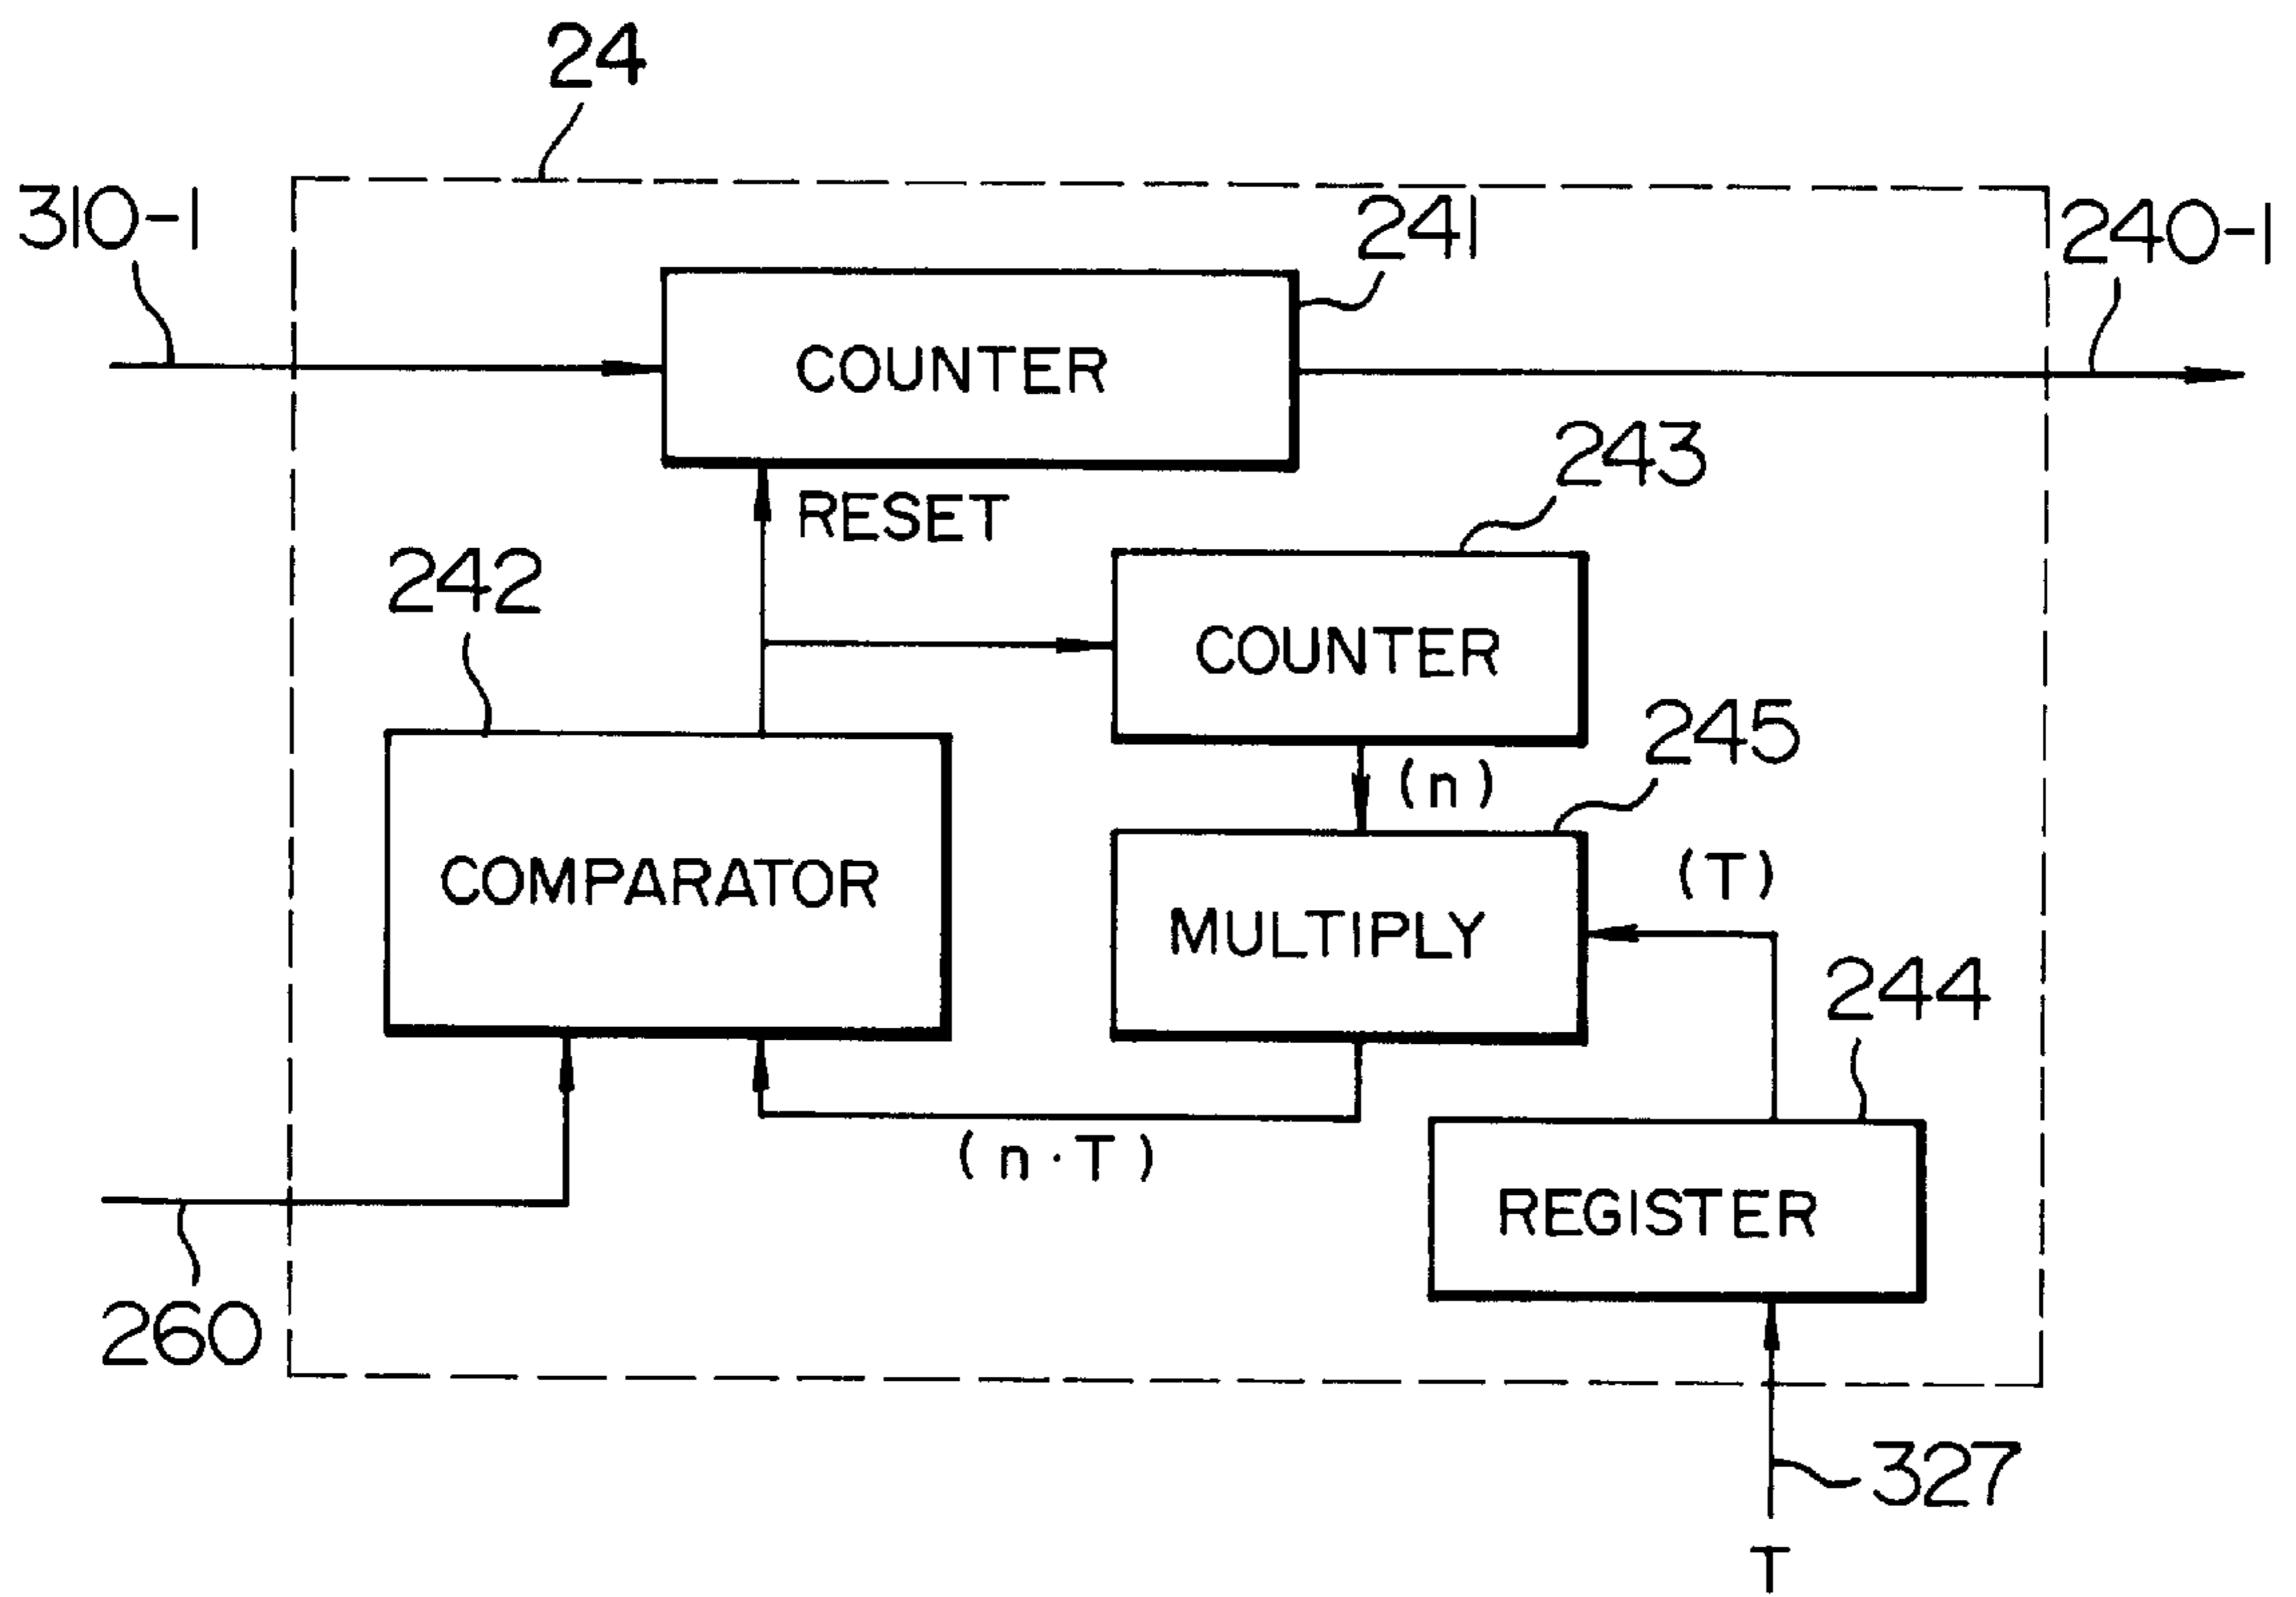 24
310-1
241
240-1
COUNTER
243
RESET
242
COUNTER
245
(n)
(T)
COMPARATOR
MULTIPLY
244
(n·T)
REGISTER
260
327
T